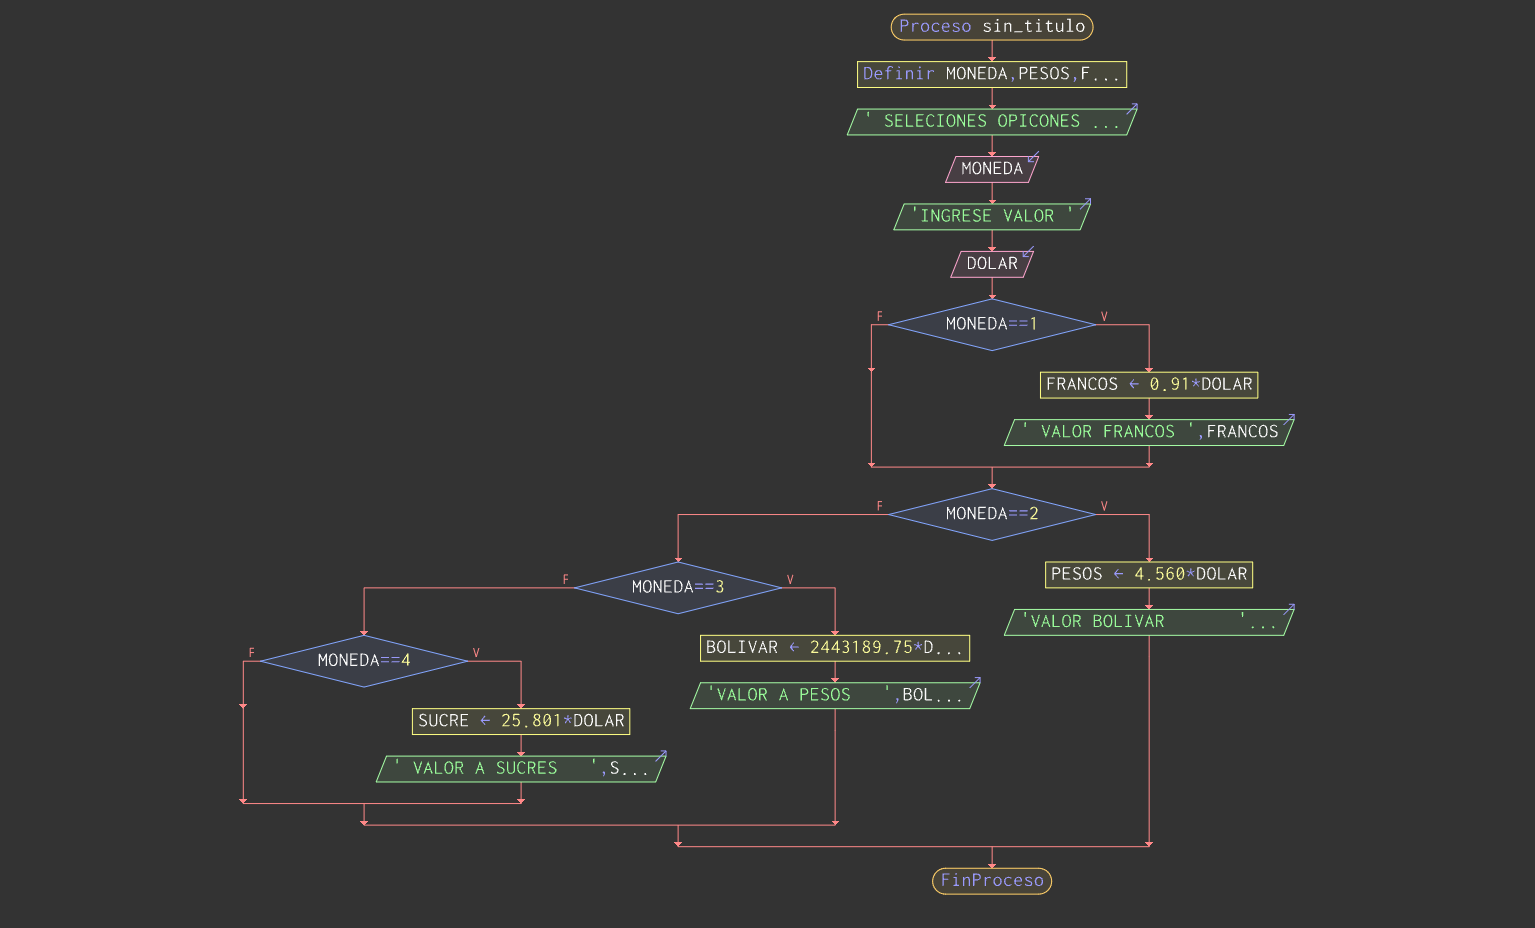 Proceso sin_titulo
Definir MONEDA,PESOS,F...
' SELECIONES OPICONES ...
MONEDA
'INGRESE VALOR '
DOLAR
F
MONEDA==1
V
FRANCOS ← 0.91*DOLAR
' VALOR FRANCOS ',FRANCOS
F
MONEDA==2
V
PESOS ← 4.560*DOLAR
'VALOR BOLIVAR       '...
F
MONEDA==3
V
BOLIVAR ← 2443189.75*D...
'VALOR A PESOS   ',BOL...
F
MONEDA==4
V
SUCRE ← 25.801*DOLAR
' VALOR A SUCRES   ',S...
FinProceso